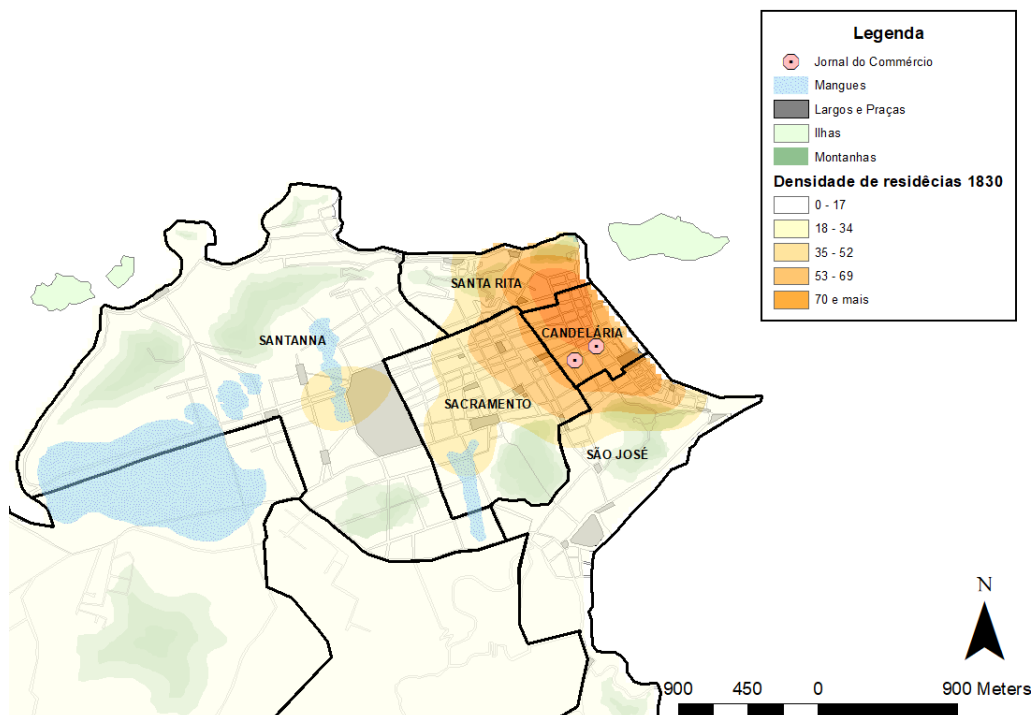 Legenda
Jornal do Commércio
Mangues
Largos e Praças
Ilhas
Montanhas
Densidade de residêcias 1830
0 - 17
18 - 34
35 - 52
53 - 69
70 e mais
SANTA RITA
CANDELÁRIA
SANTANNA
SACRAMENTO
SÃO JOSÉ
N
900 450 0 900 Meters